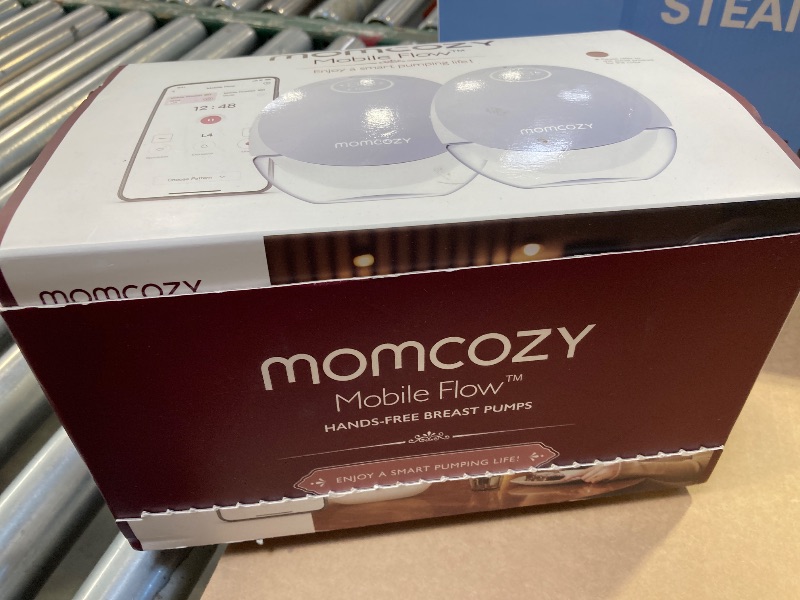 STEA
momcozy
Mobile Flow™
Enjoy a smart pumping life!
12:48
L4
momcozy
momcozy
momcozy
momcozy
Mobile Flow™
HANDS-FREE BREAST PUMPS
ENJOY A SMART PUMPING LIFE!